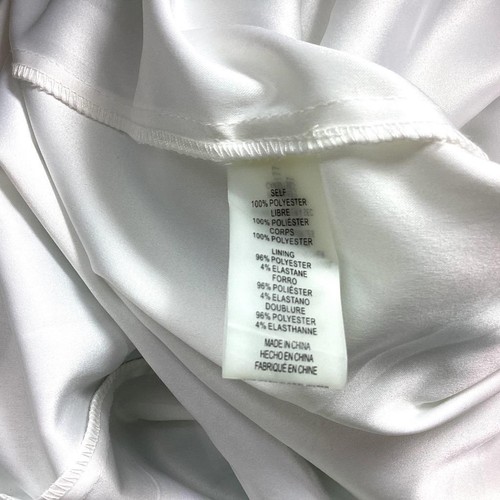 SELF
100% POLYESTER
LIBRE
100% POLIÉSTER
CORPS
100% POLYESTER
LINING
96% POLYESTER
4% ELASTANE
FORRO
96% POLIÉSTER
4% ELASTANO
DOUBLURE
96% POLYESTER
4% ELASTHANNE
MADE IN CHINA
HECHO EN CHINA
FABRIQUÉ EN CHINE